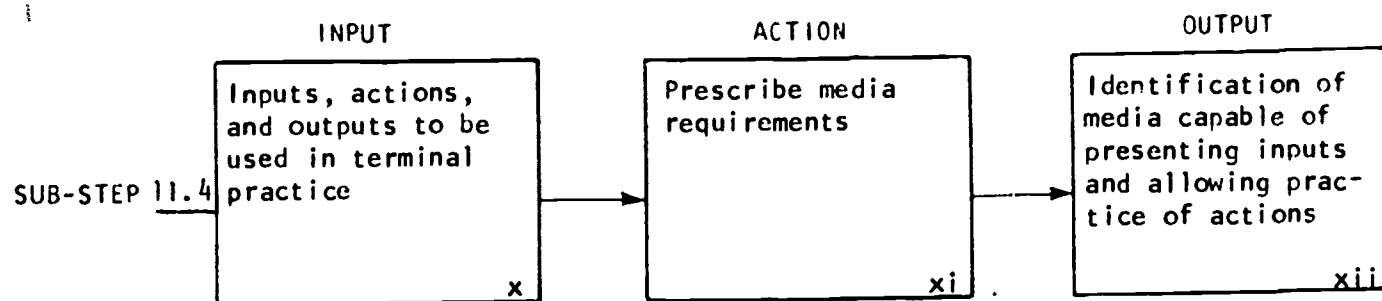 INPUT
ACTION
OUTPUT
Inputs, actions,
and outputs to be
used in terminal
practice
x
Prescribe media
requirements
xi
Identification of
media capable of
presenting inputs
and allowing prac-
tice of actions
xii
SUB-STEP 11.4